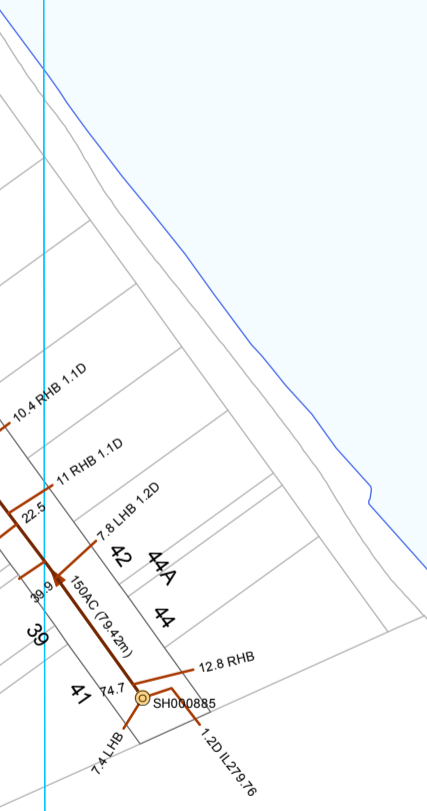 10.4 RHB 1.1D
11 RHB 1.1D
22.5
7.8 LHB 1.2D
42
44A
39.9
150AC (79.42m)
44
39
12.8 RHB
74.7
41
SH000885
7.4 LHB
1.2D IL279.76